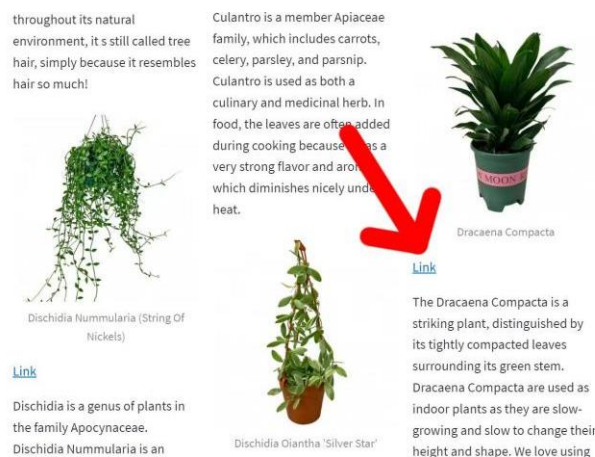 throughout its natural
environment, it s still called tree
hair, simply because it resembles
hair so much!
Dischidia Nummularia (String Of
Nickels)
Link
Dischidia is a genus of plants in
the family Apocynaceae.
Dischidia Nummularia is an
Culantro is a member Apiaceae
family, which includes carrots,
celery, parsley, and parsnip.
Culantro is used as both a
culinary and medicinal herb. In
food, the leaves are often added
during cooking because as a
very strong flavor and aro
which diminishes nicely unde
heat.
Dischidia Oiantha 'Silver Star'
MOON
Dracaena Compacta
Link
The Dracaena Compacta is a
striking plant, distinguished by
its tightly compacted leaves
surrounding its green stem.
Dracaena Compacta are used as
indoor plants as they are slow-
growing and slow to change their
height and shape. We love using